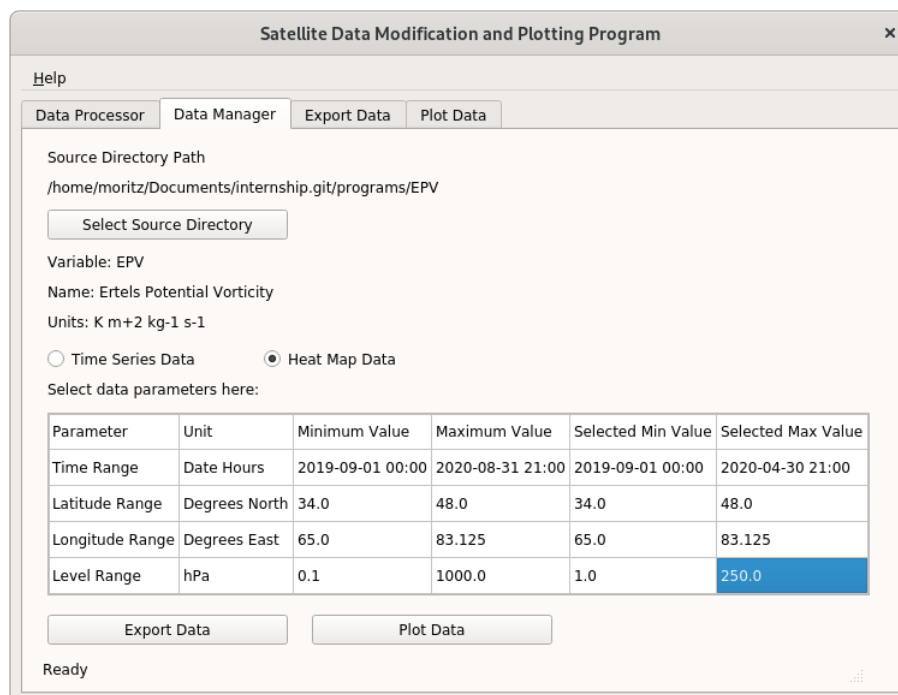 Satellite Data Modification and Plotting Program ×
Help
Data Processor Data Manager Export Data Plot Data
Source Directory Path
/home/moritz/Documents/internship.git/programs/EPV
Select Source Directory
Variable: EPV
Name: Ertels Potential Vorticity
Units: K m+2 kg-1 s-1
Time Series Data Heat Map Data
Select data parameters here:
Parameter Unit Minimum Value Maximum Value Selected Min Value Selected Max Value
Time Range Date Hours 2019-09-01 00:00 2020-08-31 21:00 2019-09-01 00:00 2020-04-30 21:00
Latitude Range Degrees North 34.0 48.0 34.0 48.0
Longitude Range Degrees East 65.0 83.125 65.0 83.125
Level Range hPa 0.1 1000.0 1.0 250.0
Export Data Plot Data
Ready